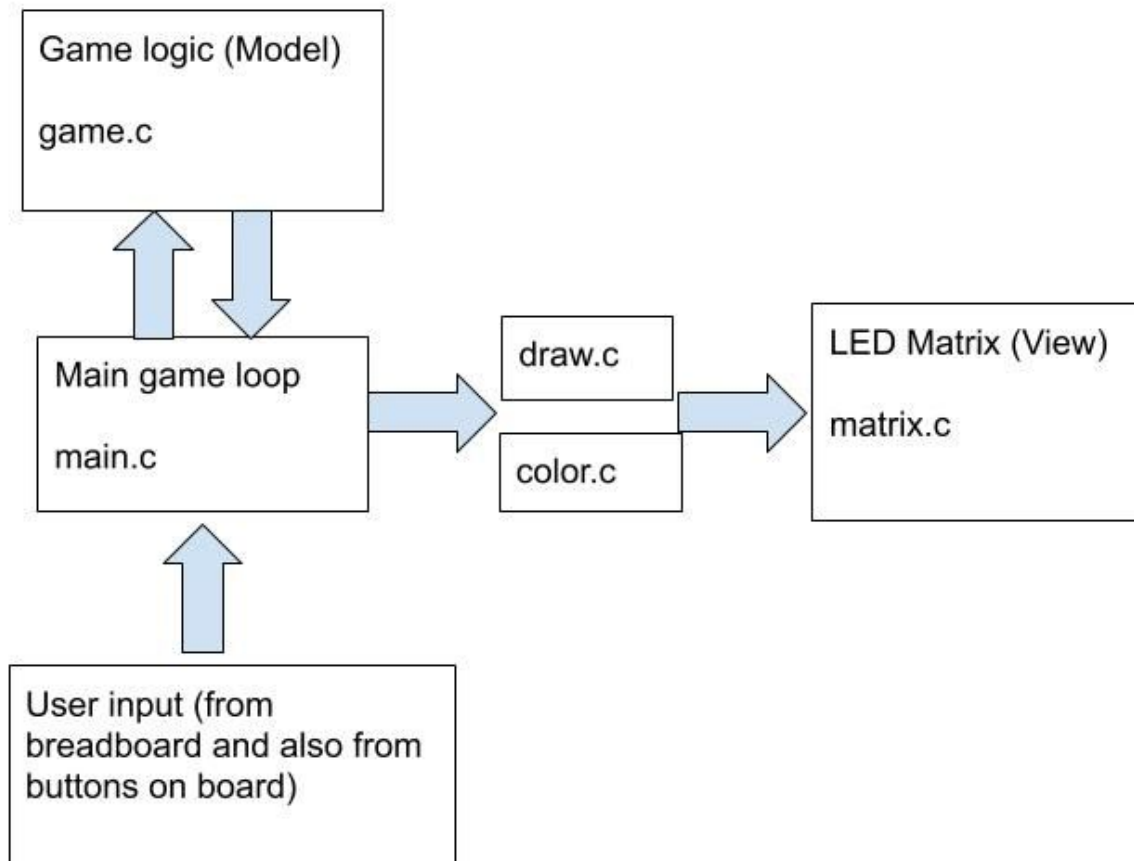 Game logic (Model)
game.c
Main game loop
main.c
draw.c
color.c
LED Matrix (View)
matrix.c
User input (from
breadboard and also from
buttons on board)